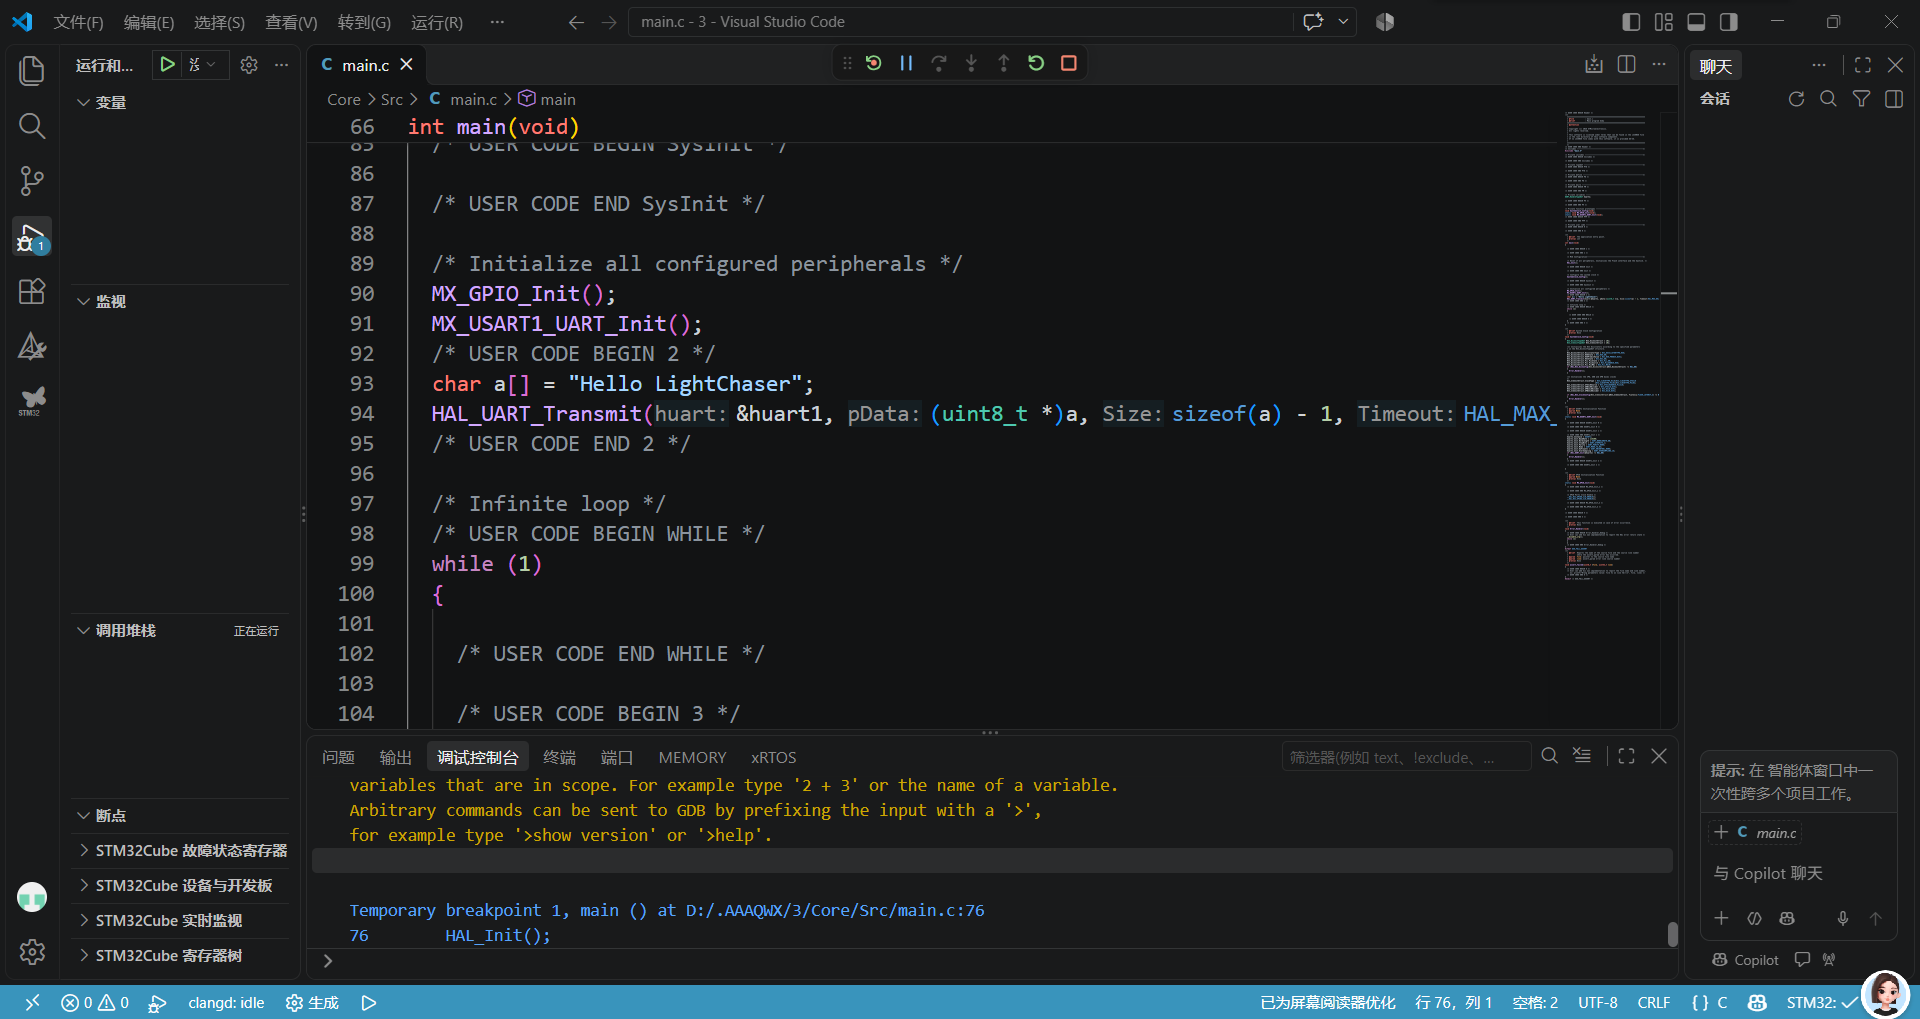 文件(F) 编辑(E) 选择(S) 查看(V) 转到(G) 运行(R) ··· main.c - 3 - Visual Studio Code
运行和...
main.c
聊天
会话
变量
监视
调用堆栈 正在运行
断点
STM32Cube 故障状态寄存器
STM32Cube 设备与开发板
STM32Cube 实时监视
STM32Cube 寄存器树
1
STM32
Core > Src > C main.c > main
66 int main(void)
85 /* USER CODE BEGIN SysInit */
86
87 /* USER CODE END SysInit */
88
89 /* Initialize all configured peripherals */
90 MX_GPIO_Init();
91 MX_USART1_UART_Init();
92 /* USER CODE BEGIN 2 */
93 char a[] = "Hello LightChaser";
94 HAL_UART_Transmit(huart: &huart1, pData: (uint8_t *)a, Size: sizeof(a) - 1, Timeout: HAL_MAX_
95 /* USER CODE END 2 */
96
97 /* Infinite loop */
98 /* USER CODE BEGIN WHILE */
99 while (1)
100 {
101
102 /* USER CODE END WHILE */
103
104 /* USER CODE BEGIN 3 */
问题 输出 调试控制台 终端 端口 MEMORY xRTOS 筛选器(例如 text、!exclude、...
variables that are in scope. For example type '2 + 3' or the name of a variable.
Arbitrary commands can be sent to GDB by prefixing the input with a '>',
for example type '>show version' or '>help'.
Temporary breakpoint 1, main () at D:/.AAAQWX/3/Core/Src/main.c:76
76 HAL_Init();
提示: 在 智能体窗口中一
次性跨多个项目工作。
C main.c
与 Copilot 聊天
Copilot
0 0 clangd: idle 生成 已为屏幕阅读器优化 行 76，列 1 空格: 2 UTF-8 CRLF { } C STM32: